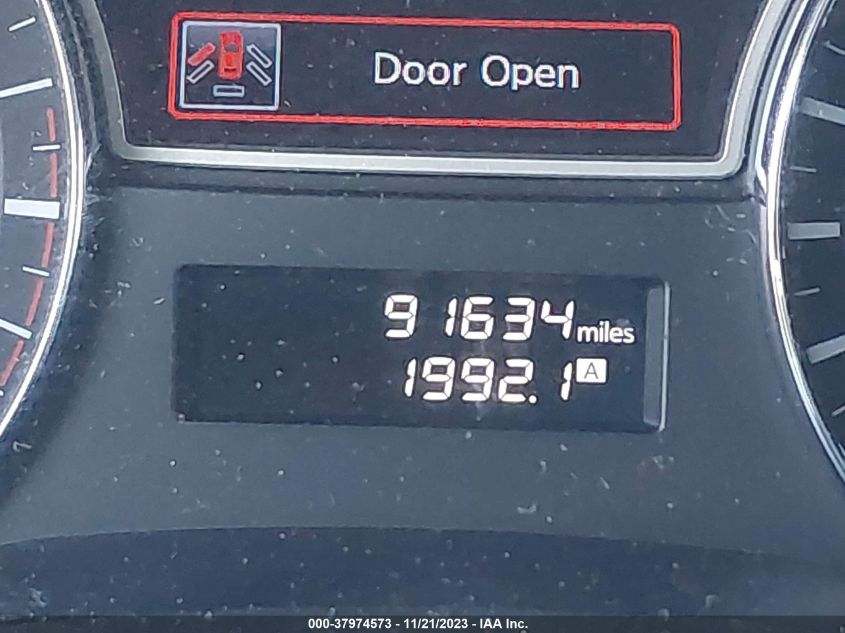 Door Open
91634 miles
1992.1 A
000-37974573 - 11/21/2023 - IAA Inc.